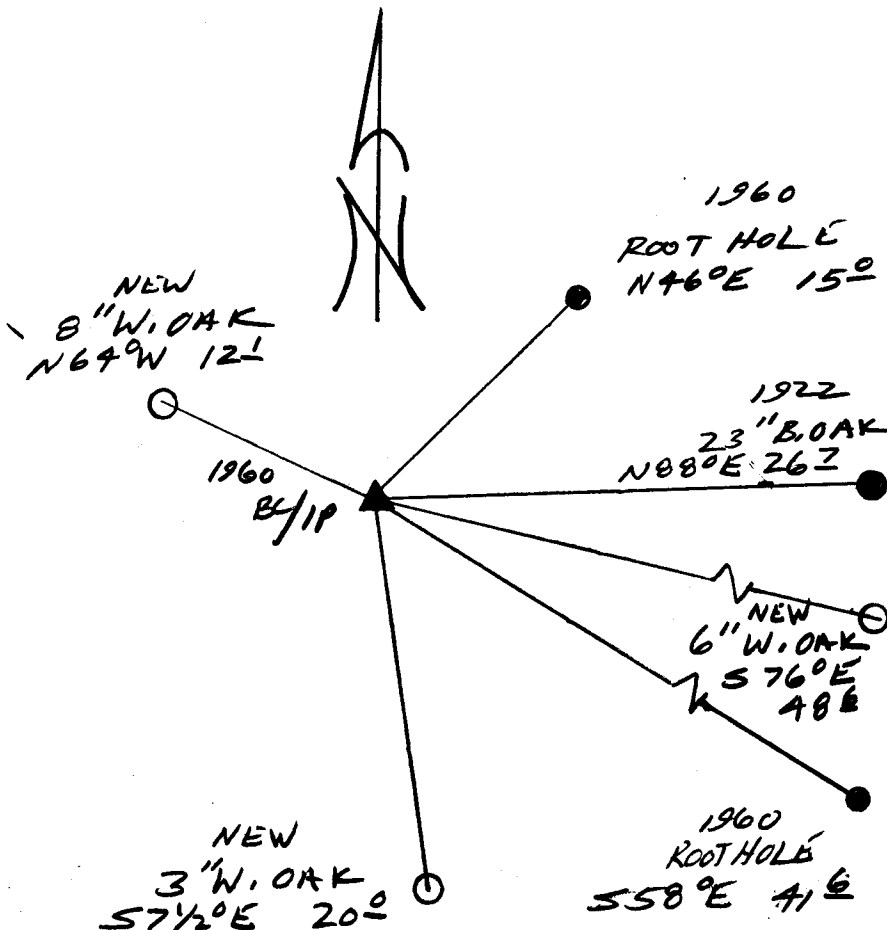 1960
ROOT HOLE
N46°E 15⁰
NEW
8" W. OAK
N64°W 12¹
1922
23" B. OAK
N88°E 26⁷
1960
BC/IP
NEW
6" W. OAK
S76°E
48⁶
1960
ROOT HOLE
S58°E 41⁶
NEW
3" W. OAK
S7½°E 20⁰